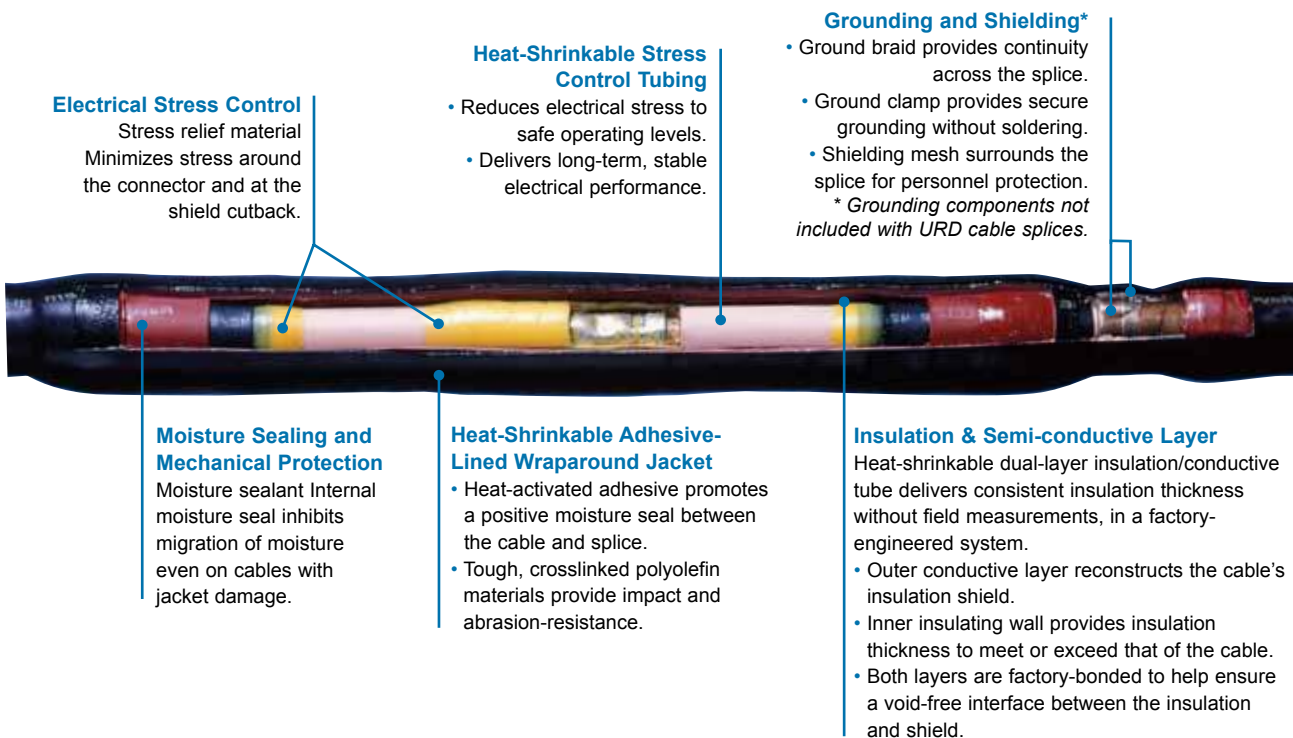 Grounding and Shielding*
• Ground braid provides continuity
across the splice.
• Ground clamp provides secure
grounding without soldering.
• Shielding mesh surrounds the
splice for personnel protection.
* Grounding components not
included with URD cable splices.
Heat-Shrinkable Stress
Control Tubing
• Reduces electrical stress to
safe operating levels.
• Delivers long-term, stable
electrical performance.
Electrical Stress Control
Stress relief material
Minimizes stress around
the connector and at the
shield cutback.
Moisture Sealing and
Mechanical Protection
Moisture sealant Internal
moisture seal inhibits
migration of moisture
even on cables with
jacket damage.
Heat-Shrinkable Adhesive-
Lined Wraparound Jacket
• Heat-activated adhesive promotes
a positive moisture seal between
the cable and splice.
• Tough, crosslinked polyolefin
materials provide impact and
abrasion-resistance.
Insulation & Semi-conductive Layer
Heat-shrinkable dual-layer insulation/conductive
tube delivers consistent insulation thickness
without field measurements, in a factory-
engineered system.
• Outer conductive layer reconstructs the cable's
insulation shield.
• Inner insulating wall provides insulation
thickness to meet or exceed that of the cable.
• Both layers are factory-bonded to help ensure
a void-free interface between the insulation
and shield.